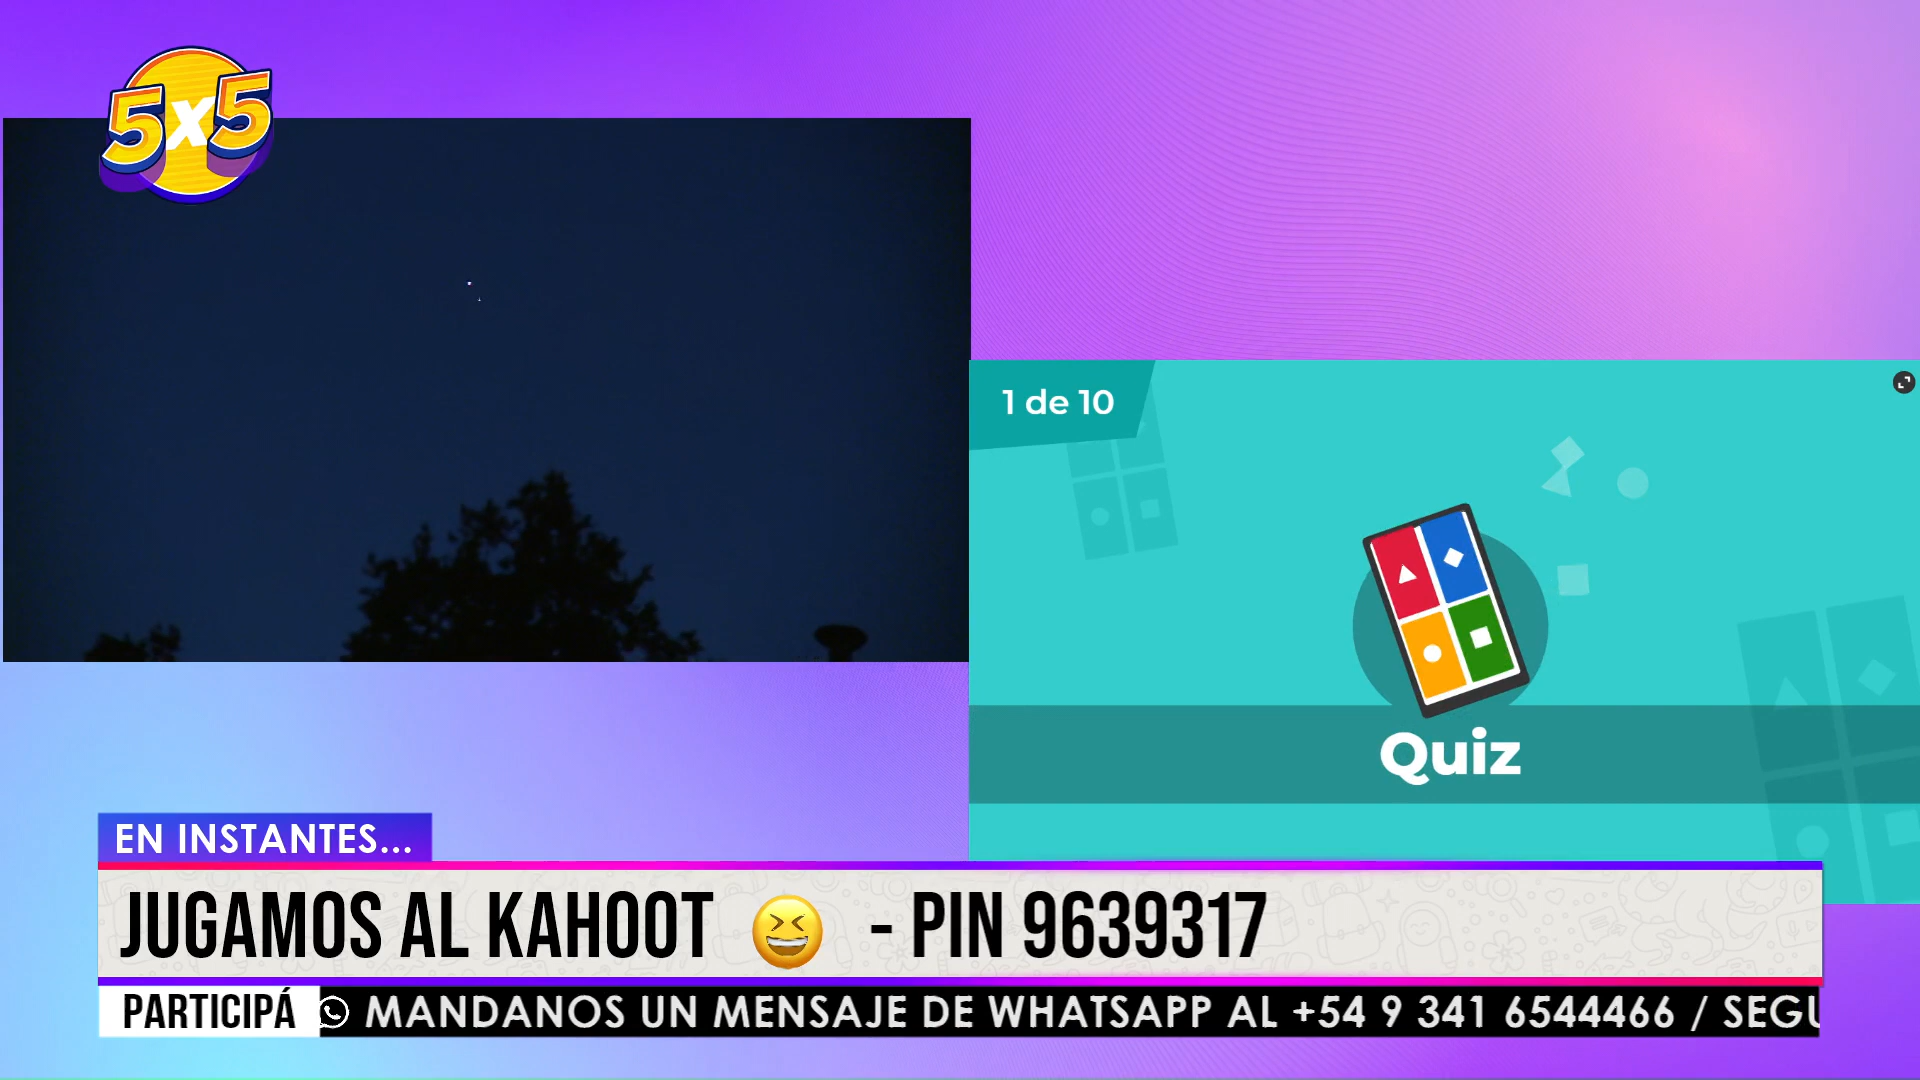 5x5
1 de 10
Quiz
EN INSTANTES...
JUGAMOS AL KAHOOT 😆 - PIN 9639317
PARTICIPÁ MANDANOS UN MENSAJE DE WHATSAPP AL +54 9 341 6544466 / SEGU